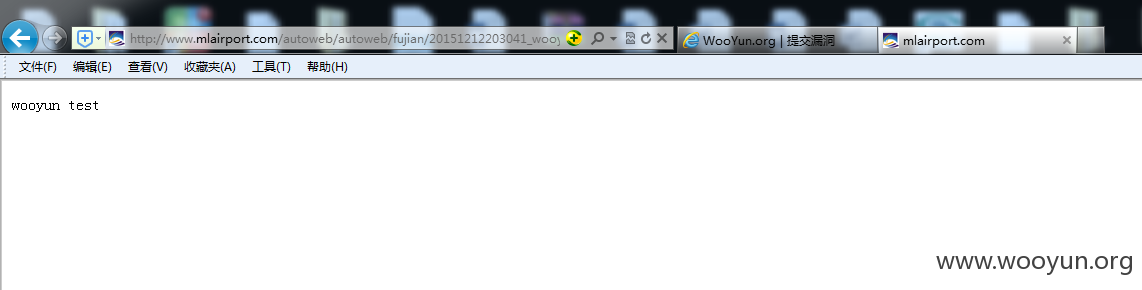 http://www.mlairport.com/autoweb/autoweb/fujian/20151212203041_wooy
WooYun.org | 提交漏洞
mlairport.com
文件(F) 编辑(E) 查看(V) 收藏夹(A) 工具(T) 帮助(H)
wooyun test
www.wooyun.org